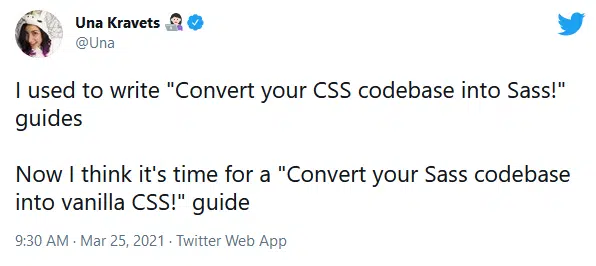 Una Kravets 👩🏻‍💻
@Una
I used to write "Convert your CSS codebase into Sass!"
guides
Now I think it's time for a "Convert your Sass codebase
into vanilla CSS!" guide
9:30 AM · Mar 25, 2021 · Twitter Web App